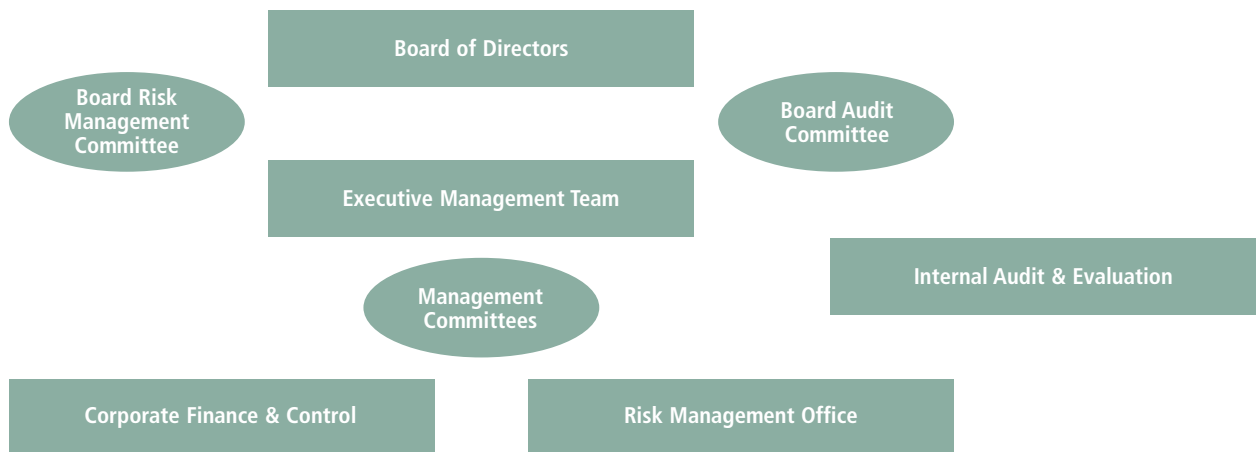 Board of Directors
Board Risk
Management
Committee
Board Audit
Committee
Executive Management Team
Internal Audit & Evaluation
Management
Committees
Corporate Finance & Control
Risk Management Office